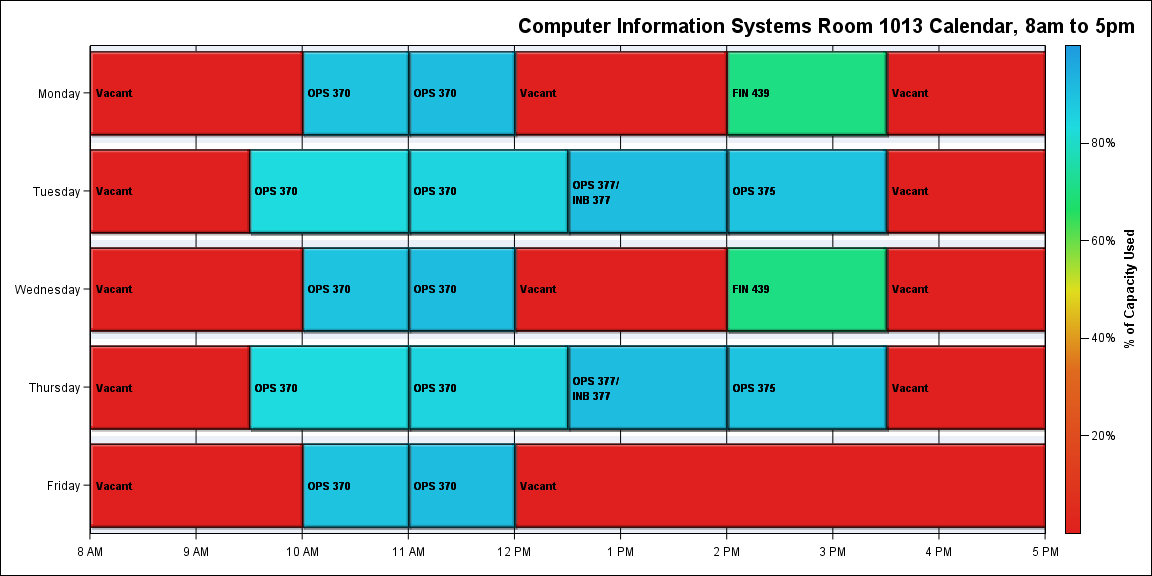 Computer Information Systems Room 1013 Calendar, 8am to 5pm
Monday
Vacant
OPS 370
OPS 370
Vacant
FIN 439
Vacant
Tuesday
Vacant
OPS 370
OPS 370
OPS 377/
INB 377
OPS 375
Vacant
Wednesday
Vacant
OPS 370
OPS 370
Vacant
FIN 439
Vacant
Thursday
Vacant
OPS 370
OPS 370
OPS 377/
INB 377
OPS 375
Vacant
Friday
Vacant
OPS 370
OPS 370
Vacant
8 AM
9 AM
10 AM
11 AM
12 PM
1 PM
2 PM
3 PM
4 PM
5 PM
80%
60%
40%
20%
% of Capacity Used